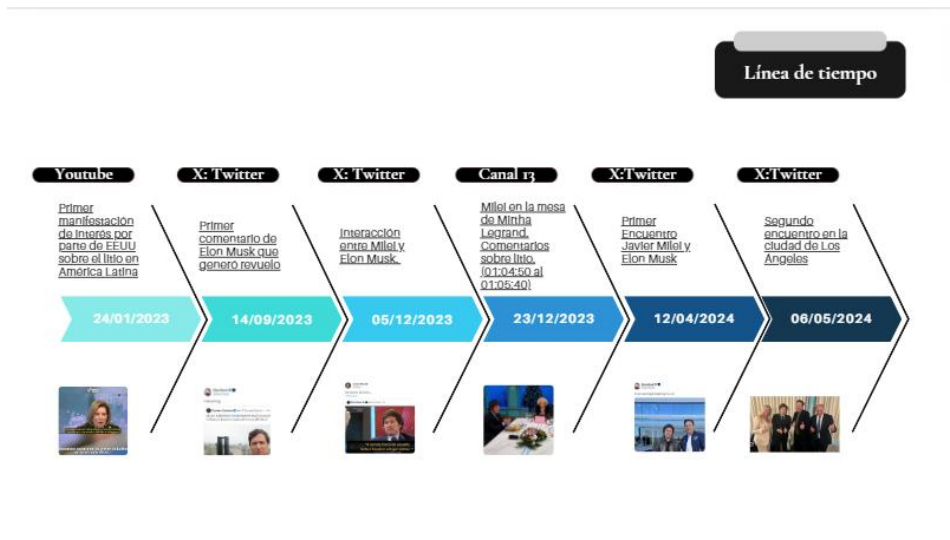 Línea de tiempo
Youtube
Primer
manifestación
de interés por
parte de EEUU
sobre el litio en
América Latina
24/01/2023
X: Twitter
Primer
comentario de
Elon Musk que
generó revuelo
14/09/2023
X: Twitter
Interacción
entre Milei y
Elon Musk.
05/12/2023
Canal 13
Milei en la mesa
de Mirtha
Legrand.
Comentarios
sobre litio.
(01:04:50 al
01:05:40)
23/12/2023
X:Twitter
Primer
Encuentro
Javier Milei y
Elon Musk
12/04/2024
X:Twitter
Segundo
encuentro en la
ciudad de Los
Angeles
06/05/2024